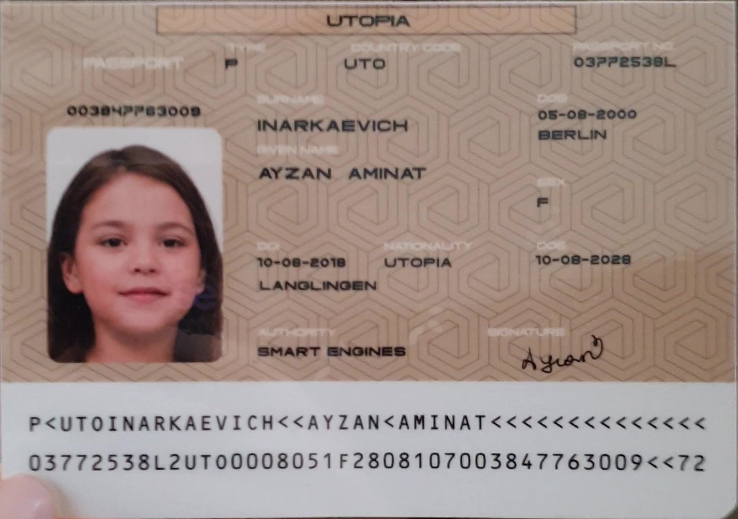 UTOPIA
PASSPORT
TYPE
COUNTRY CODE
PASSPORT NO.
P
UTO
03772538L
003847763009
SURNAME
DOB
INARKAEVICH
05-08-2000
BERLIN
GIVEN NAME
AYZAN AMINAT
SEX
F
DOI
NATIONALITY
DOE
10-08-2018
UTOPIA
10-08-2028
LANGLINGEN
AUTHORITY
SIGNATURE
SMART ENGINES
Ayzan
P<UTOINARKAEVICH<<AYZAN<AMINAT<<<<<<<<<<<<<<
03772538L2UTO0008051F2808107003847763009<<72